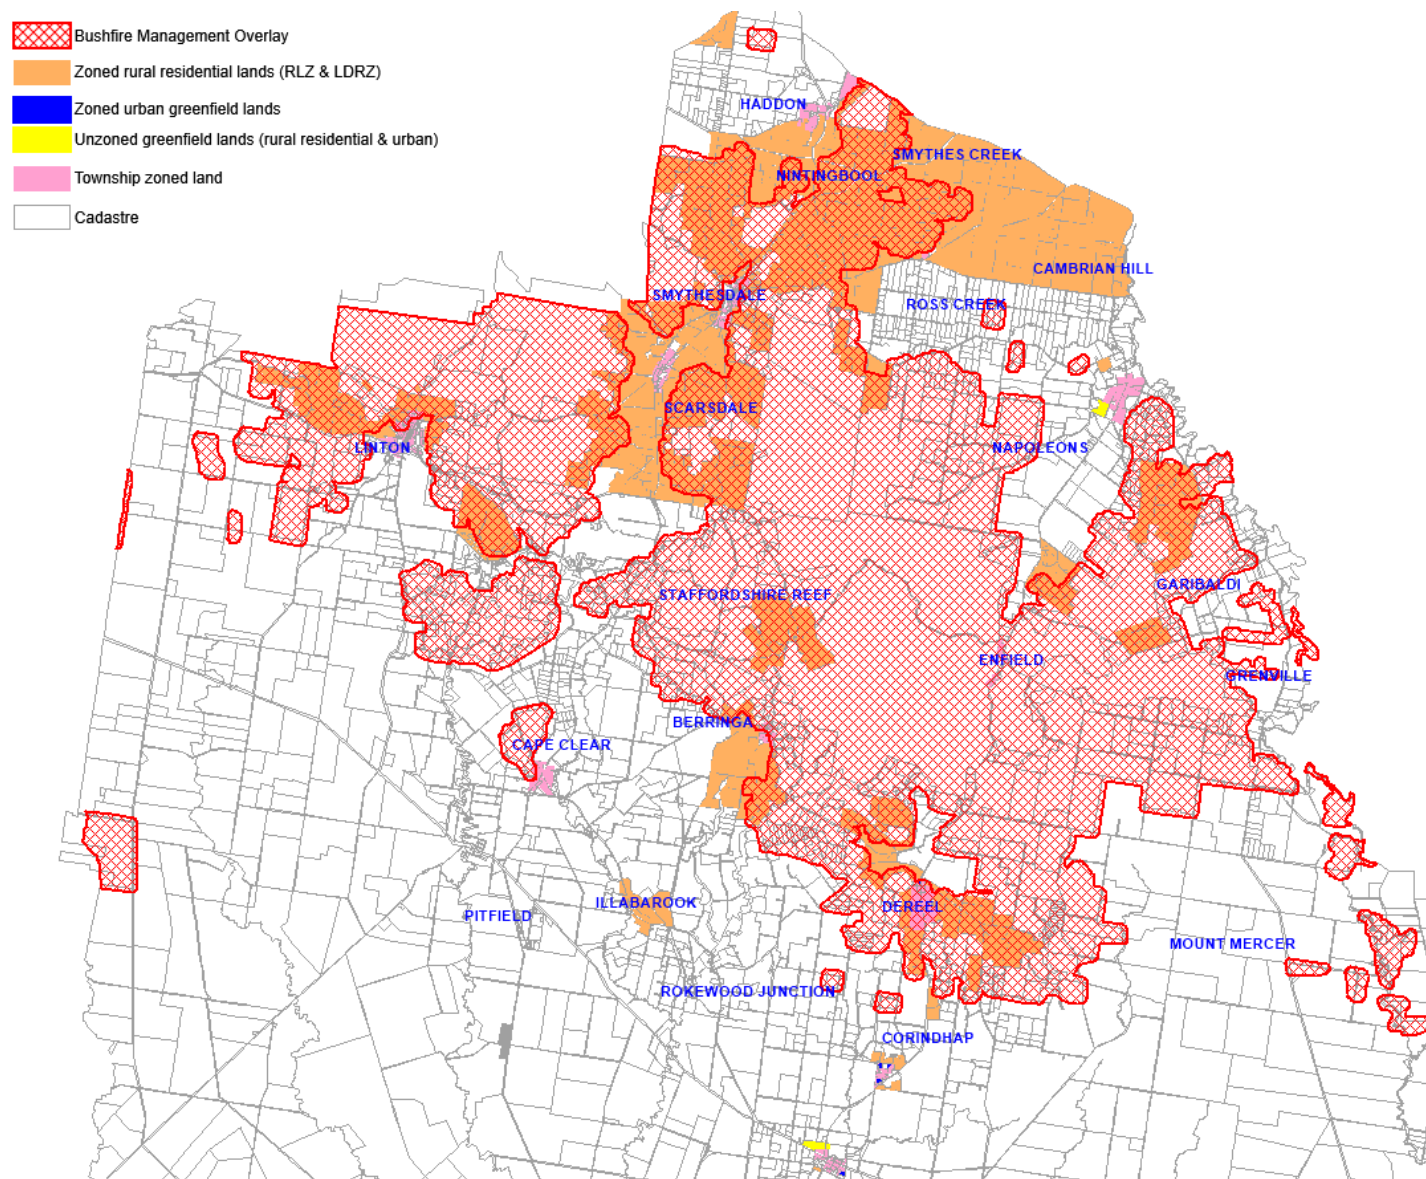 Bushfire Management Overlay
Zoned rural residential lands (RLZ & LDRZ)
Zoned urban greenfield lands
Unzoned greenfield lands (rural residential & urban)
Township zoned land
Cadastre
HADDON
SMYTHES CREEK
NINTINGBOOL
CAMBRIAN HILL
SMYTHESDALE
ROSS CREEK
SCARSDALE
LINTON
NAPOLEONS
GARIBALDI
STAFFORDSHIRE REEF
ENFIELD
GRENVILLE
BERRINGA
CAPE CLEAR
ILLABAROOK
DEREEL
PITFIELD
MOUNT MERCER
ROKEWOOD JUNCTION
CORINDHAP